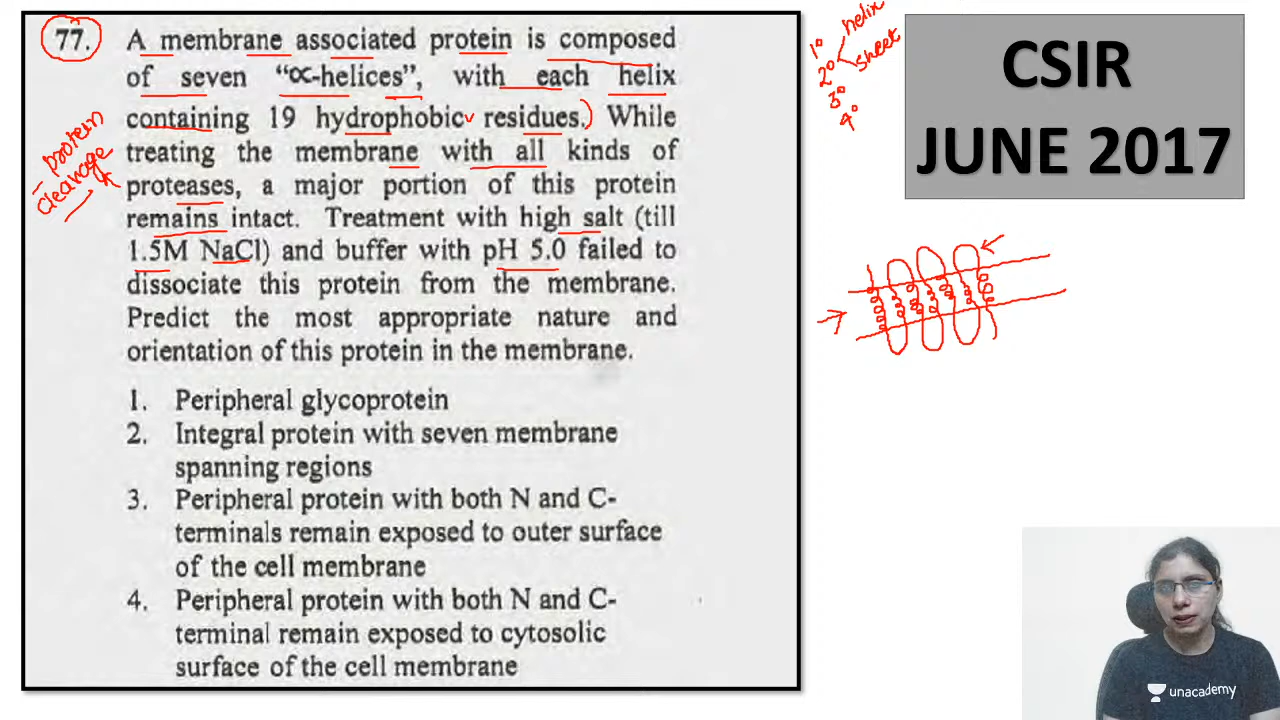 77. A membrane associated protein is composed
of seven “∝-helices”, with each helix
containing 19 hydrophobic residues. While
treating the membrane with all kinds of
proteases, a major portion of this protein
remains intact. Treatment with high salt (till
1.5M NaCl) and buffer with pH 5.0 failed to
dissociate this protein from the membrane.
Predict the most appropriate nature and
orientation of this protein in the membrane.
1. Peripheral glycoprotein
2. Integral protein with seven membrane
spanning regions
3. Peripheral protein with both N and C-
terminals remain exposed to outer surface
of the cell membrane
4. Peripheral protein with both N and C-
terminal remain exposed to cytosolic
surface of the cell membrane
protein
cleavage
1°
2°
helix
sheet
3°
4°
CSIR
JUNE 2017
unacademy